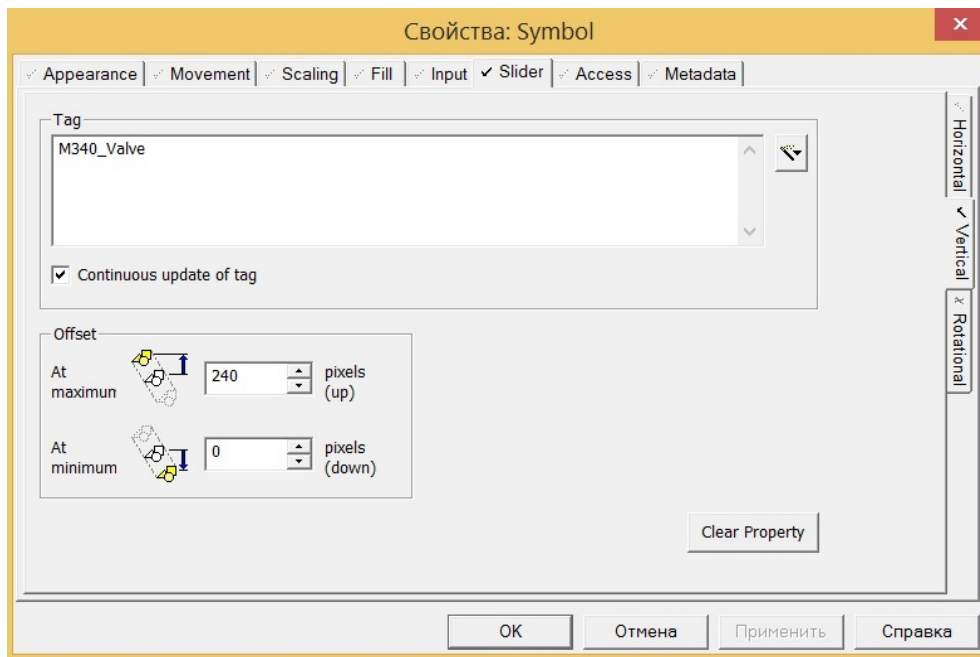 Свойства: Symbol
Appearance Movement Scaling Fill Input Slider Access Metadata
Horizontal
Vertical
Rotational
Tag
M340_Valve
Continuous update of tag
Offset
At
maximun
240
pixels
(up)
At
minimum
0
pixels
(down)
Clear Property
OK Отмена Применить Справка